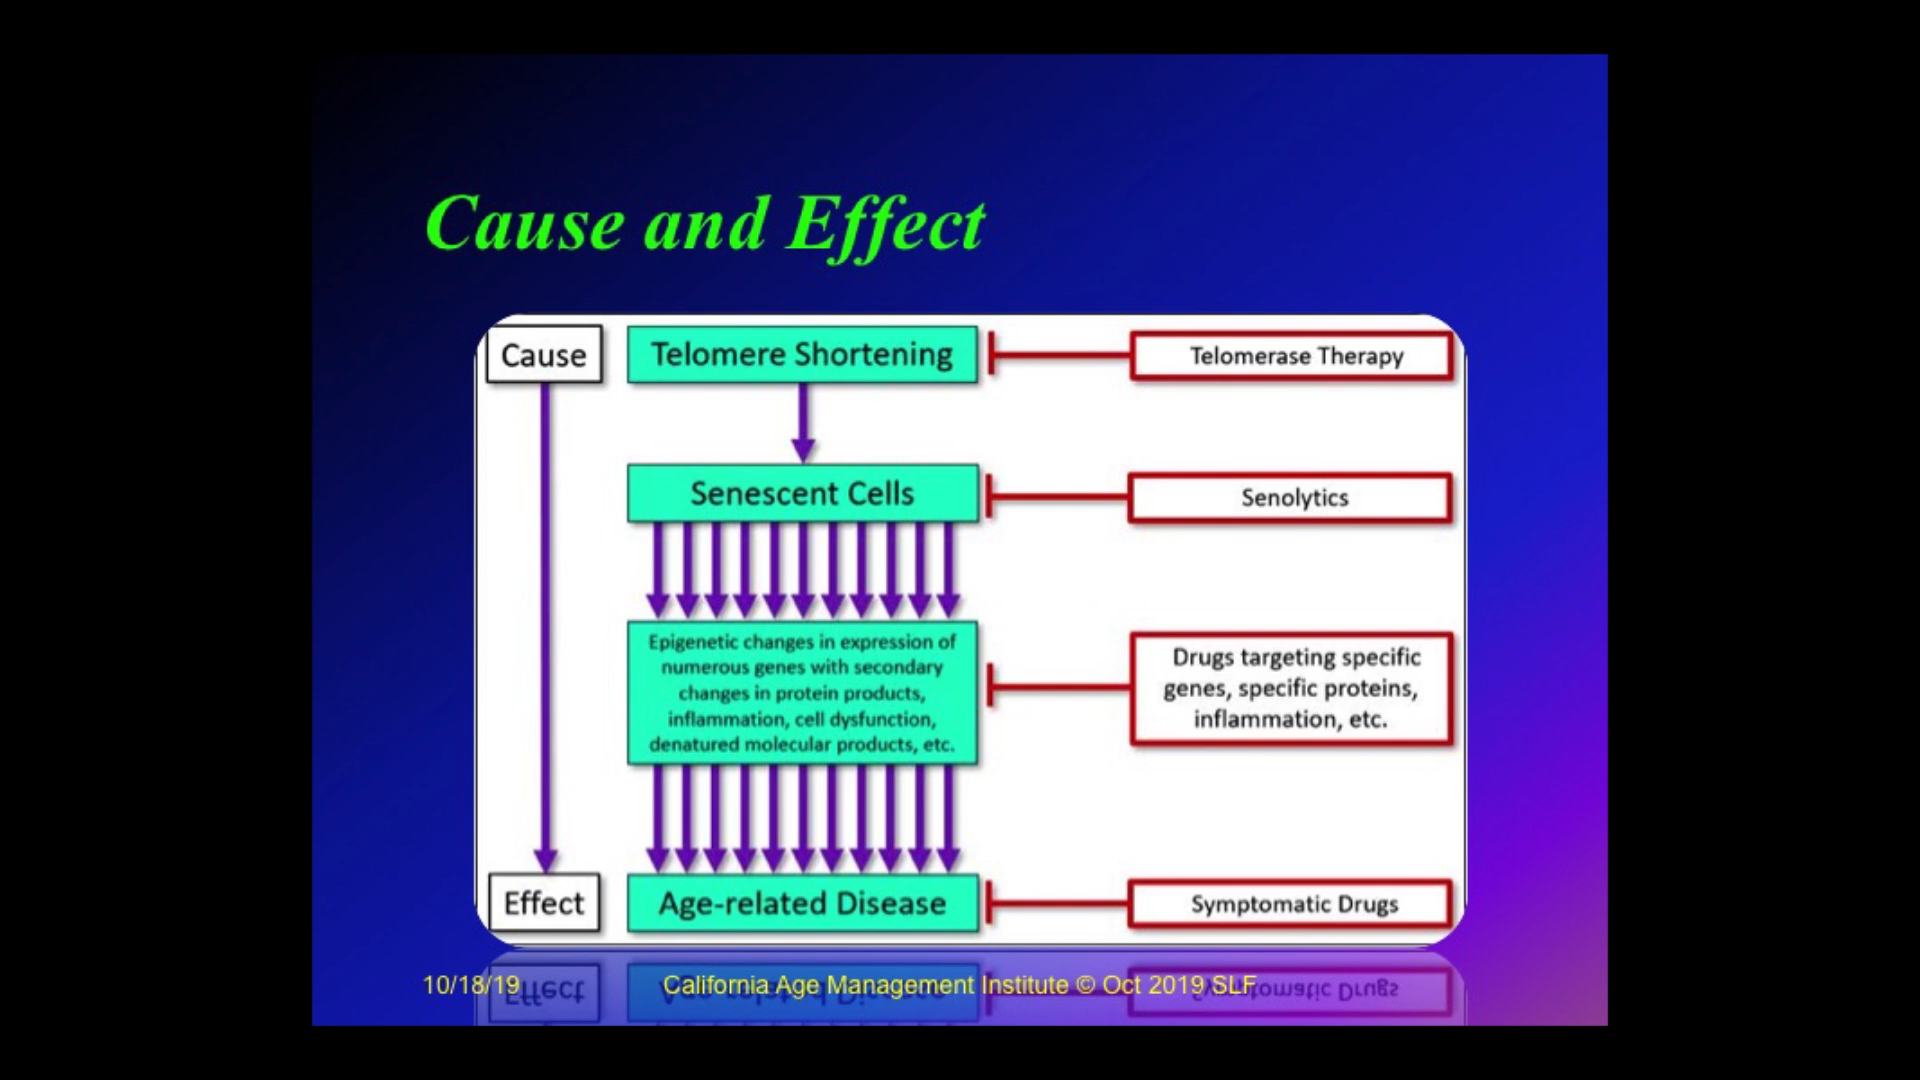 Cause and Effect
Cause
Telomere Shortening
Telomerase Therapy
Senescent Cells
Senolytics
Epigenetic changes in expression of
numerous genes with secondary
changes in protein products,
inflammation, cell dysfunction,
denatured molecular products, etc.
Drugs targeting specific
genes, specific proteins,
inflammation, etc.
Effect
Age-related Disease
Symptomatic Drugs
10/18/19
California Age Management Institute © Oct 2019 SLF